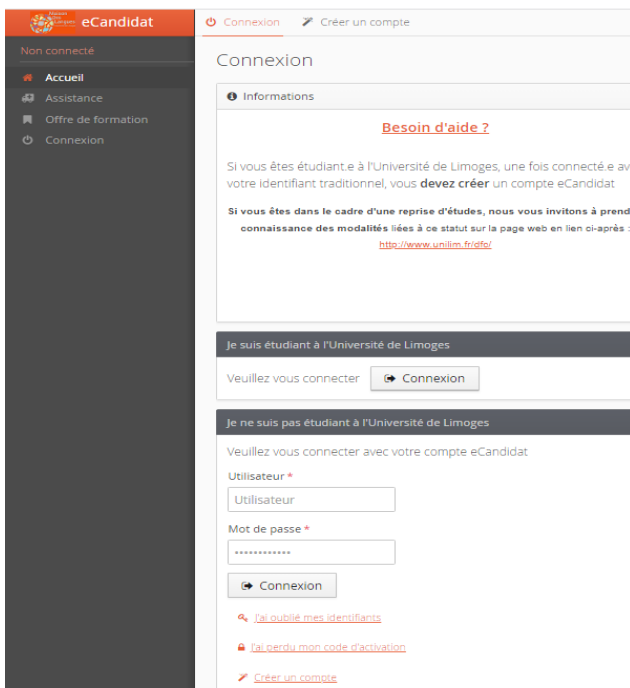 eCandidat
Connexion
Créer un compte
Non connecté
Accueil
Assistance
Offre de formation
Connexion
Connexion
Informations
Besoin d'aide ?
Si vous êtes étudiant.e à l'Université de Limoges, une fois connecté.e av
votre identifiant traditionnel, vous devez créer un compte eCandidat
Si vous êtes dans le cadre d'une reprise d'études, nous vous invitons à prend
connaissance des modalités liées à ce statut sur la page web en lien ci-après :
http://www.unilim.fr/dfc/
Je suis étudiant à l'Université de Limoges
Veuillez vous connecter
Connexion
Je ne suis pas étudiant à l'Université de Limoges
Veuillez vous connecter avec votre compte eCandidat
Utilisateur *
Utilisateur
Mot de passe *
••••••••••••
Connexion
J'ai oublié mes identifiants
J'ai perdu mon code d'activation
Créer un compte